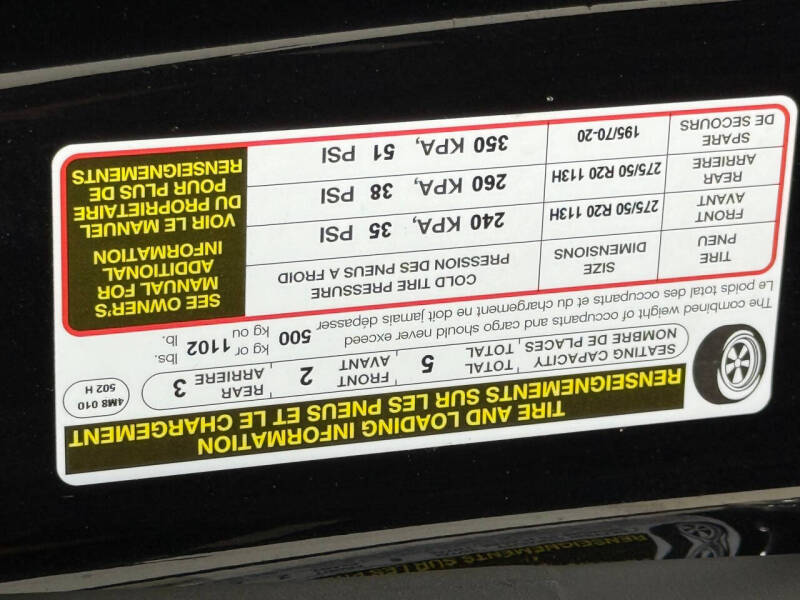 TIRE AND LOADING INFORMATION
RENSEIGNEMENTS SUR LES PNEUS ET LE CHARGEMENT
SEATING CAPACITY TOTAL 5 FRONT 2 REAR 3
NOMBRE DE PLACES TOTAL AVANT ARRIERE
4M8 010
502 H
The combined weight of occupants and cargo should never exceed 500 kg or 1102 lbs.
Le poids total des occupants et du chargement ne doit jamais dépasser kg ou lb.
TIRE SIZE COLD TIRE PRESSURE
PNEU DIMENSIONS PRESSION DES PNEUS A FROID
FRONT
AVANT 275/50 R20 113H 240 KPA, 35 PSI
REAR
ARRIERE 275/50 R20 113H 260 KPA, 38 PSI
SPARE
DE SECOURS 195/70-20 350 KPA, 51 PSI
SEE OWNER'S
MANUAL FOR
ADDITIONAL
INFORMATION
VOIR LE MANUEL
DU PROPRIETAIRE
POUR PLUS DE
RENSEIGNEMENTS